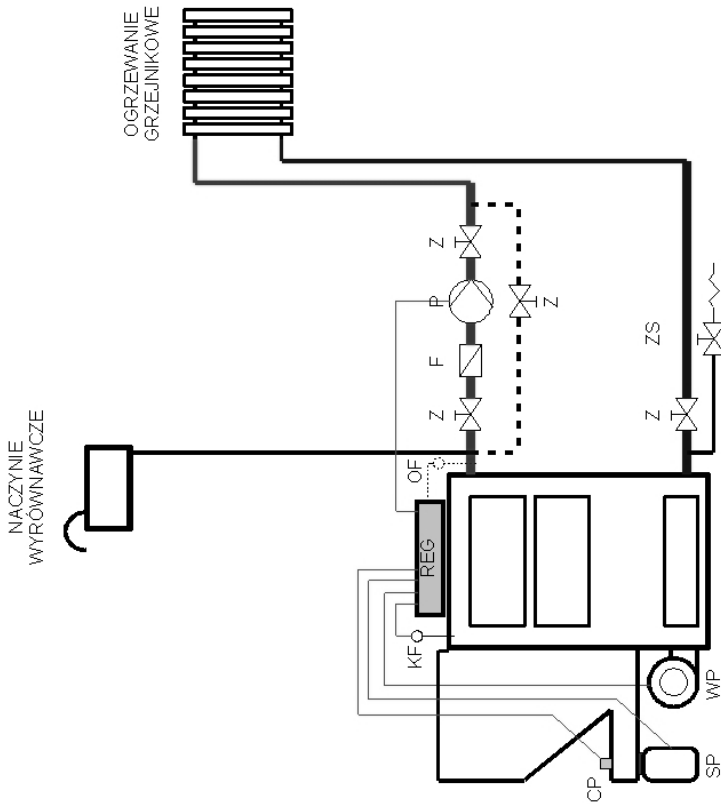 OGRZEWANIE
GRZEJNIKOWE
NACZYNIE
WYRÓWNAWCZE
Z
P
F
Z
Z
ZS
Z
OF
REG
KF
CP
SP
WP